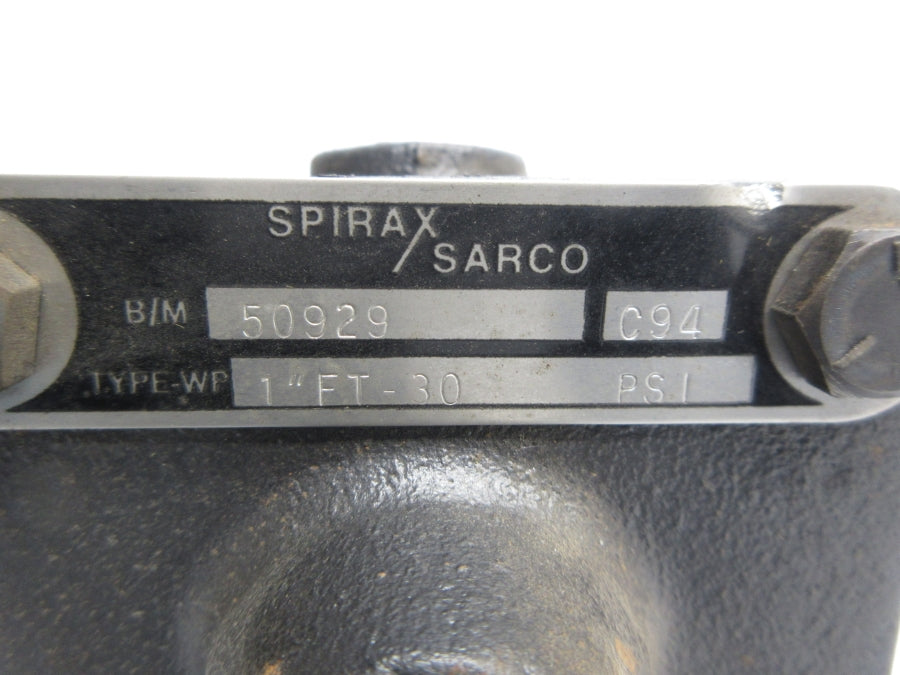 SPIRAX/SARCO
B/M 50929 C94
TYPE-WP 1" FT-30 PSI